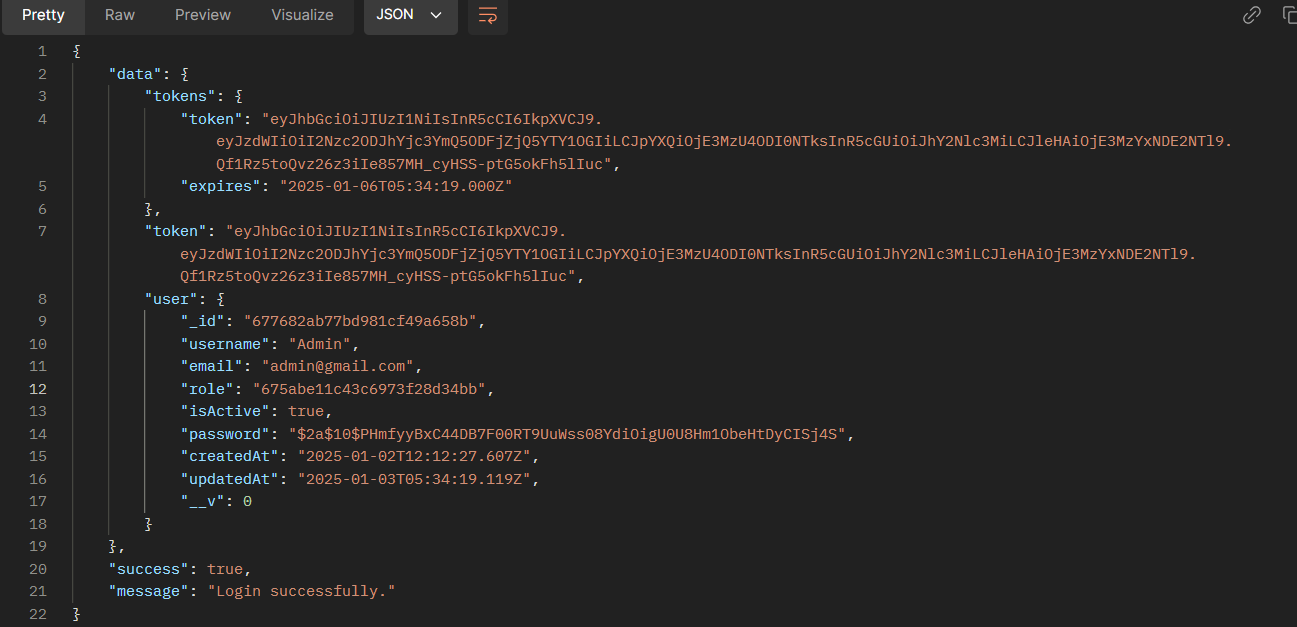 Pretty Raw Preview Visualize JSON
1 {
2 "data": {
3 "tokens": {
4 "token": "eyJhbGciOiJIUzI1NiIsInR5cCI6IkpXVCJ9.
eyJzdWIiOiI2Nzc2ODJhYjc3YmQ5ODFjZjQ5YTY1OGIiLCJpYXQiOjE3MzU4ODI0NTksInR5cGUiOiJhY2Nlc3MiLCJleHAiOjE3MzYxNDE2NTl9.
Qf1Rz5toQvz26z3iIe857MH_cyHSS-ptG5okFh5lIuc",
5 "expires": "2025-01-06T05:34:19.000Z"
6 },
7 "token": "eyJhbGciOiJIUzI1NiIsInR5cCI6IkpXVCJ9.
eyJzdWIiOiI2Nzc2ODJhYjc3YmQ5ODFjZjQ5YTY1OGIiLCJpYXQiOjE3MzU4ODI0NTksInR5cGUiOiJhY2Nlc3MiLCJleHAiOjE3MzYxNDE2NTl9.
Qf1Rz5toQvz26z3iIe857MH_cyHSS-ptG5okFh5lIuc",
8 "user": {
9 "_id": "677682ab77bd981cf49a658b",
10 "username": "Admin",
11 "email": "admin@gmail.com",
12 "role": "675abe11c43c6973f28d34bb",
13 "isActive": true,
14 "password": "$2a$10$PHmfyyBxC44DB7F00RT9UuWss08YdiOigU0U8Hm1ObeHtDyCISj4S",
15 "createdAt": "2025-01-02T12:12:27.607Z",
16 "updatedAt": "2025-01-03T05:34:19.119Z",
17 "__v": 0
18 }
19 },
20 "success": true,
21 "message": "Login successfully."
22 }